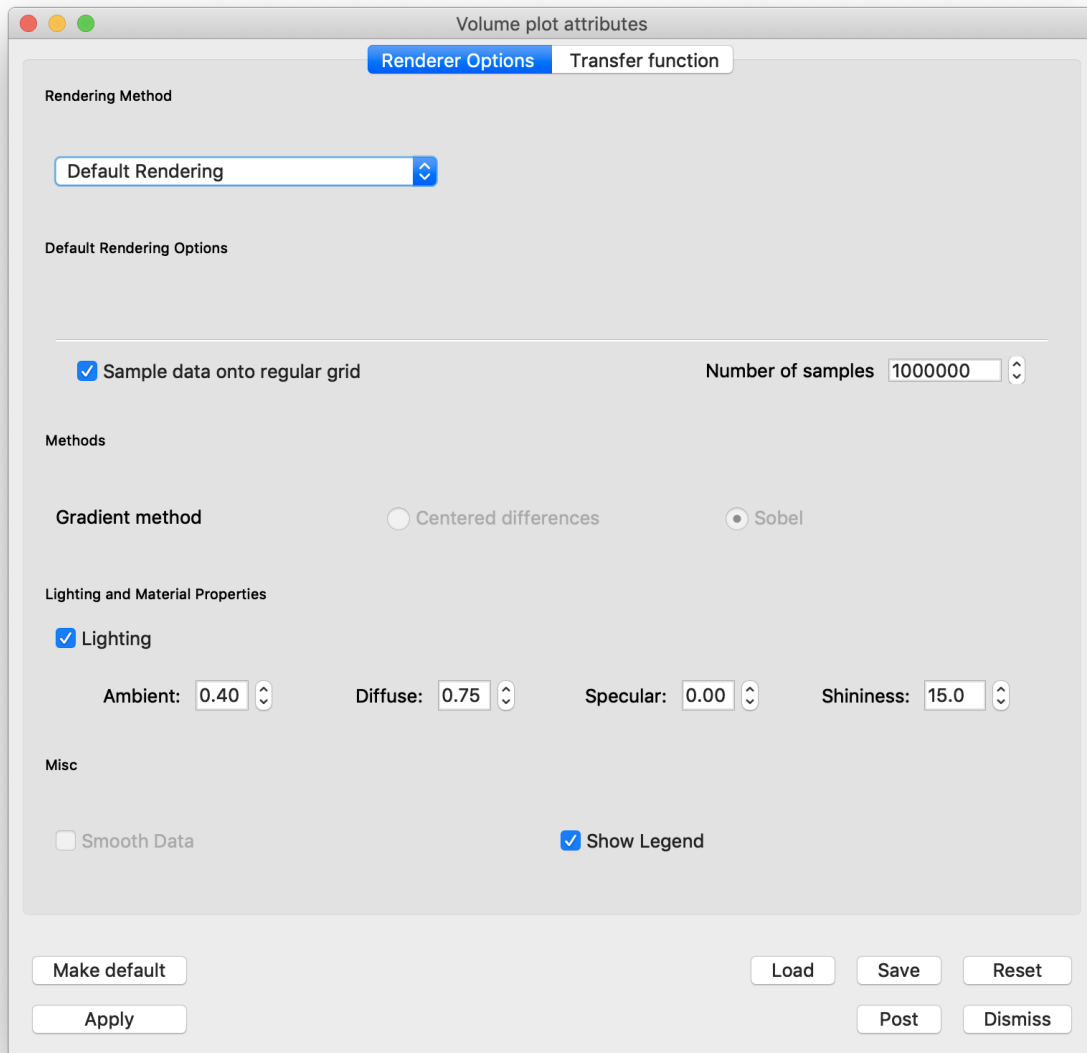 Volume plot attributes
Renderer Options Transfer function
Rendering Method
Default Rendering
Default Rendering Options
Sample data onto regular grid Number of samples 1000000
Methods
Gradient method Centered differences Sobel
Lighting and Material Properties
Lighting
Ambient: 0.40 Diffuse: 0.75 Specular: 0.00 Shininess: 15.0
Misc
Smooth Data Show Legend
Make default Load Save Reset
Apply Post Dismiss